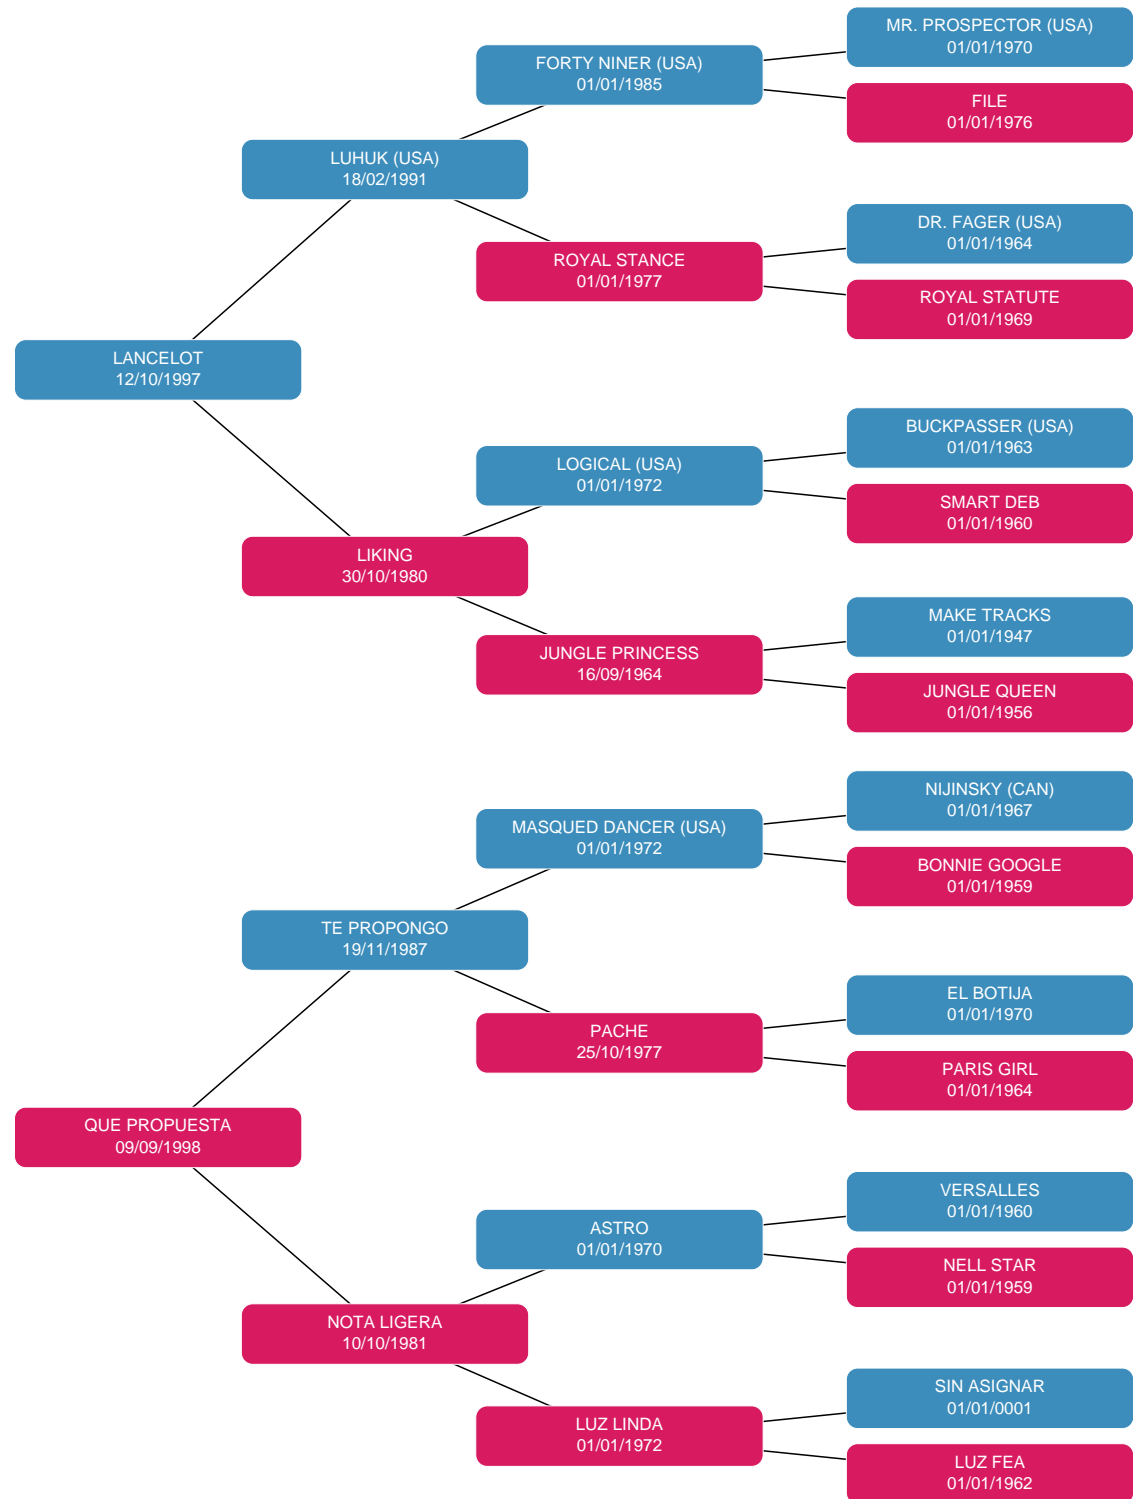 MR. PROSPECTOR (USA)
01/01/1970
FORTY NINER (USA)
01/01/1985
FILE
01/01/1976
LUHUK (USA)
18/02/1991
DR. FAGER (USA)
01/01/1964
ROYAL STANCE
01/01/1977
ROYAL STATUTE
01/01/1969
LANCELOT
12/10/1997
BUCKPASSER (USA)
01/01/1963
LOGICAL (USA)
01/01/1972
SMART DEB
01/01/1960
LIKING
30/10/1980
MAKE TRACKS
01/01/1947
JUNGLE PRINCESS
16/09/1964
JUNGLE QUEEN
01/01/1956
NIJINSKY (CAN)
01/01/1967
MASQUED DANCER (USA)
01/01/1972
BONNIE GOOGLE
01/01/1959
TE PROPONGO
19/11/1987
EL BOTIJA
01/01/1970
PACHE
25/10/1977
PARIS GIRL
01/01/1964
QUE PROPUESTA
09/09/1998
VERSALLES
01/01/1960
ASTRO
01/01/1970
NELL STAR
01/01/1959
NOTA LIGERA
10/10/1981
SIN ASIGNAR
01/01/0001
LUZ LINDA
01/01/1972
LUZ FEA
01/01/1962